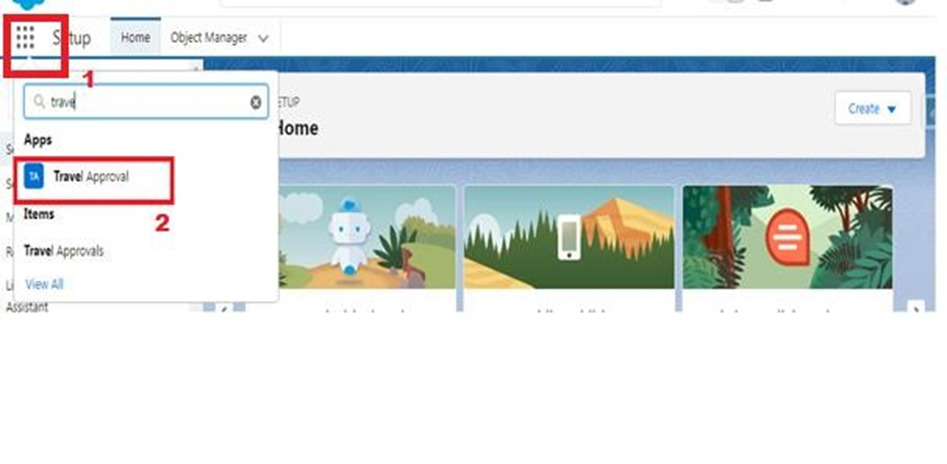 Setup
Home
Object Manager
1
trave
SETUP
Home
Create
Apps
TA
Travel Approval
2
Items
Travel Approvals
View All
Assistant